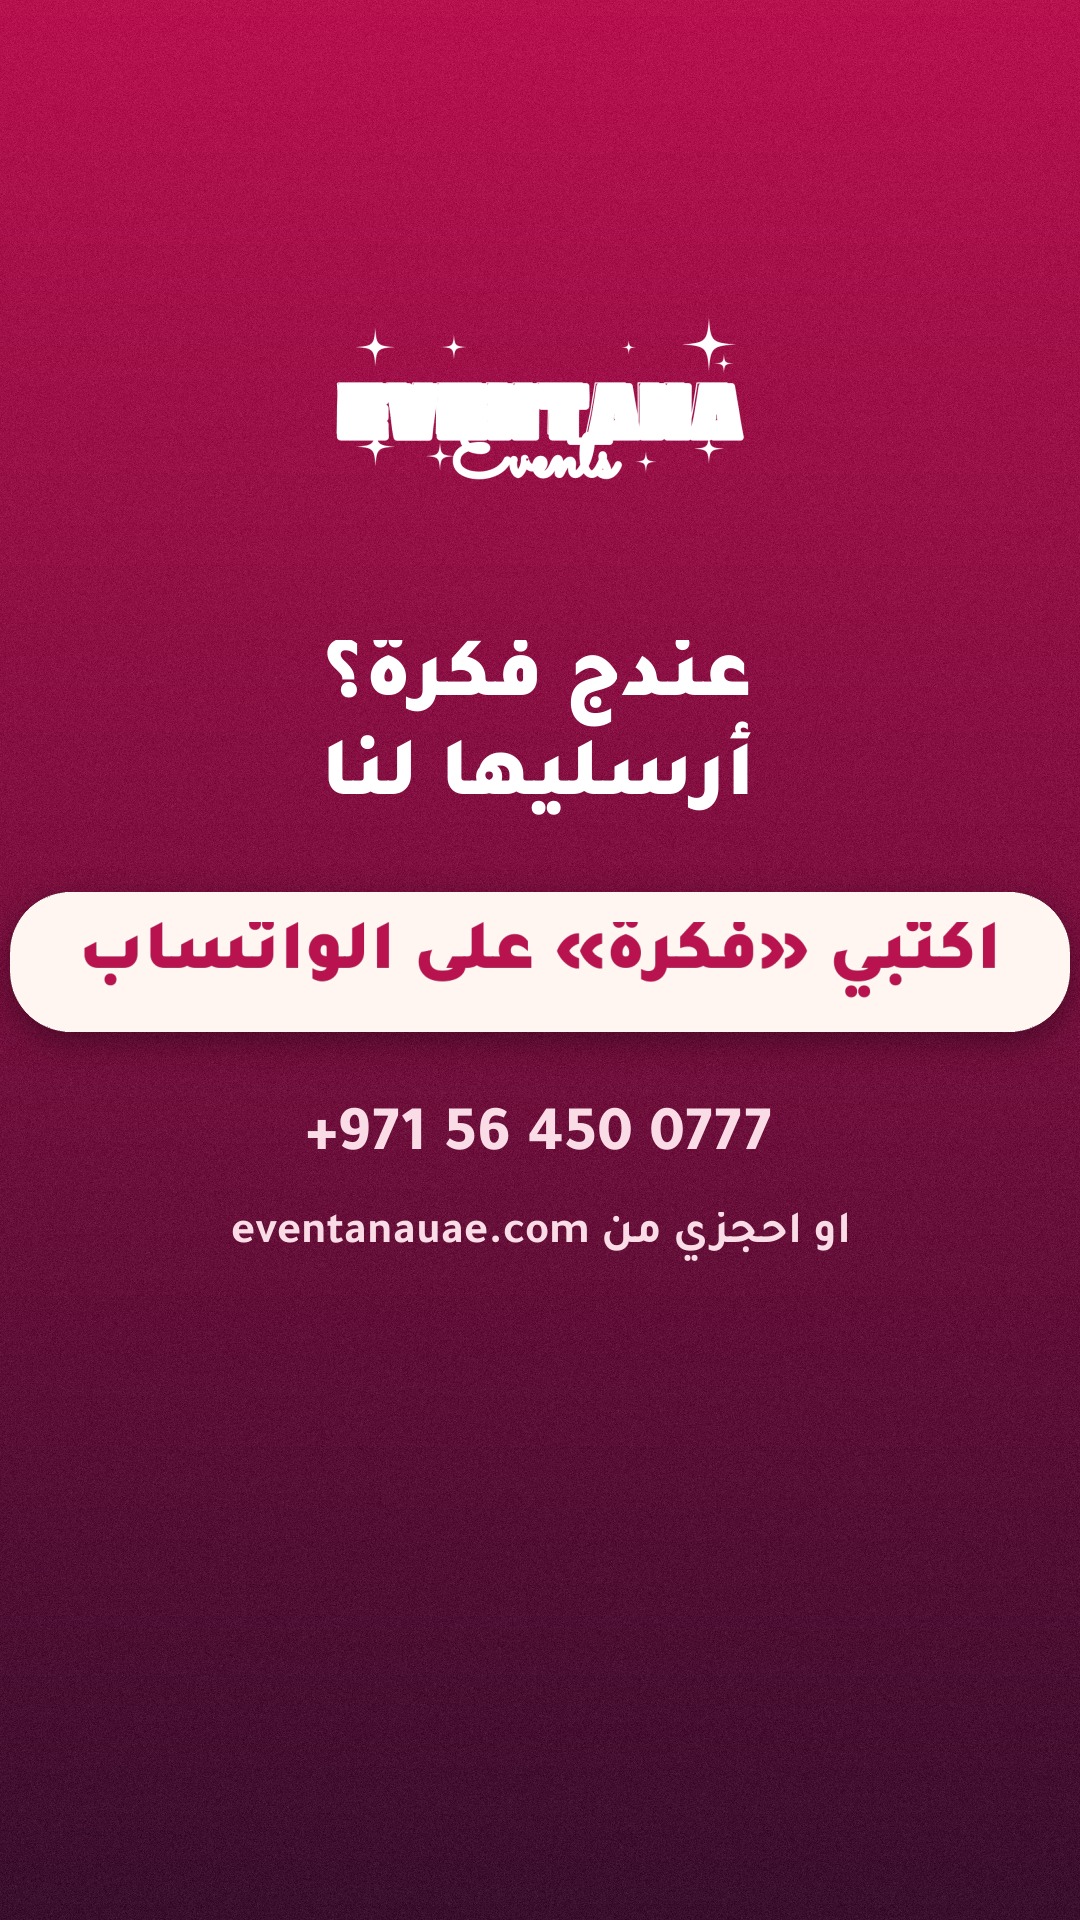 EVENTANA
Events
عندج فكرة؟
أرسليها لنا
اكتبي «فكرة» على الواتساب
+971 56 450 0777
او احجزي من eventanauae.com